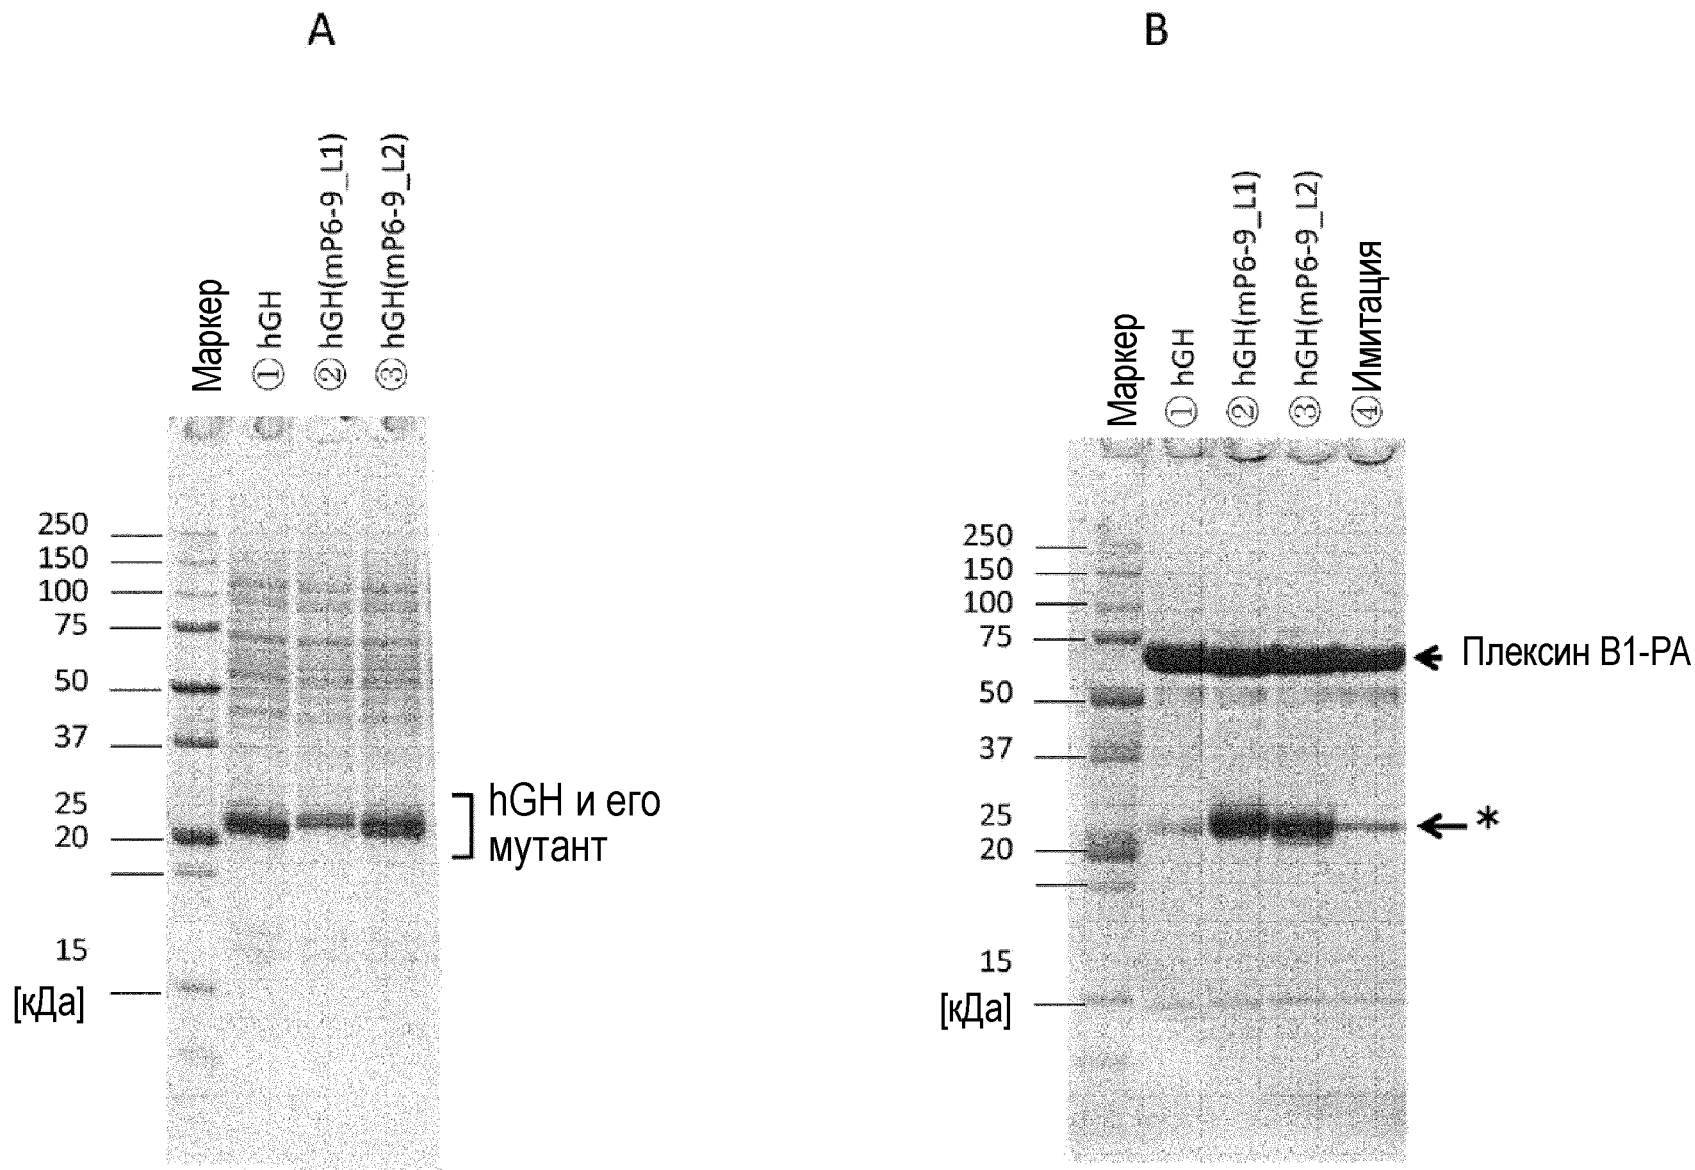 A
Маркер
① hGH
② hGH(mP6-9_L1)
③ hGH(mP6-9_L2)
250
150
100
75
50
37
25
20
15
[кДа]
hGH и его
мутант
B
Маркер
① hGH
② hGH(mP6-9_L1)
③ hGH(mP6-9_L2)
④ Имитация
250
150
100
75
50
37
25
20
15
[кДа]
Плексин B1-PA
*